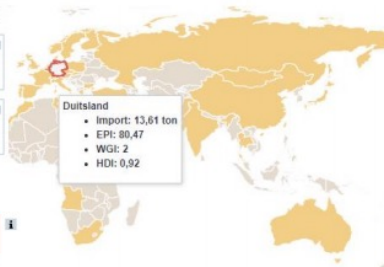 Duitsland
Import: 13,61 ton
EPI: 80,47
WGI: 2
HDI: 0,92
i